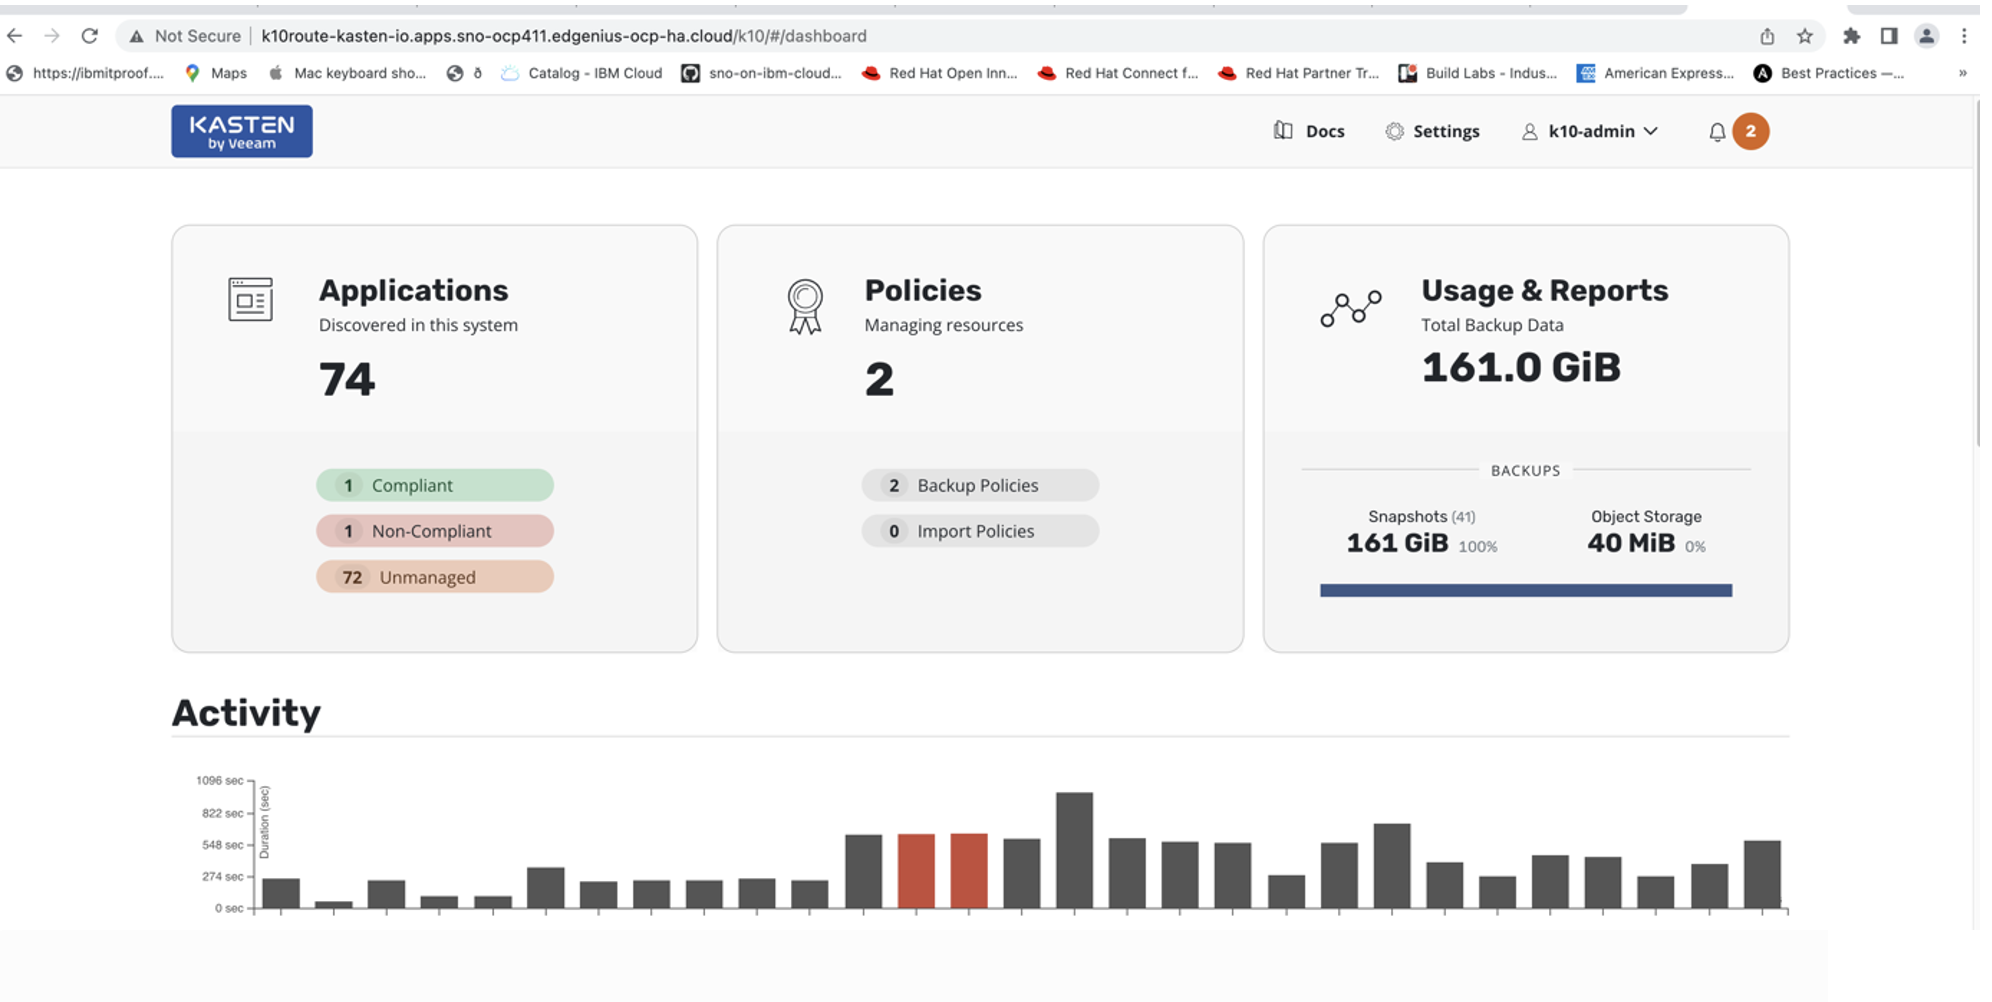 Not Secure | k10route-kasten-io.apps.sno-ocp411.edgenius-ocp-ha.cloud/k10/#/dashboard
https://ibmitproof.... Maps Mac keyboard sho... ð Catalog - IBM Cloud sno-on-ibm-cloud... Red Hat Open Inn... Red Hat Connect f... Red Hat Partner Tr... Build Labs - Indus... American Express... Best Practices —... »
KASTEN
by Veeam
Docs Settings k10-admin 2
Applications
Discovered in this system
74
1 Compliant
1 Non-Compliant
72 Unmanaged
Policies
Managing resources
2
2 Backup Policies
0 Import Policies
Usage & Reports
Total Backup Data
161.0 GiB
BACKUPS
Snapshots (41)
161 GiB 100%
Object Storage
40 MiB 0%
Activity
1096 sec
822 sec
548 sec
274 sec
0 sec
Duration (sec)